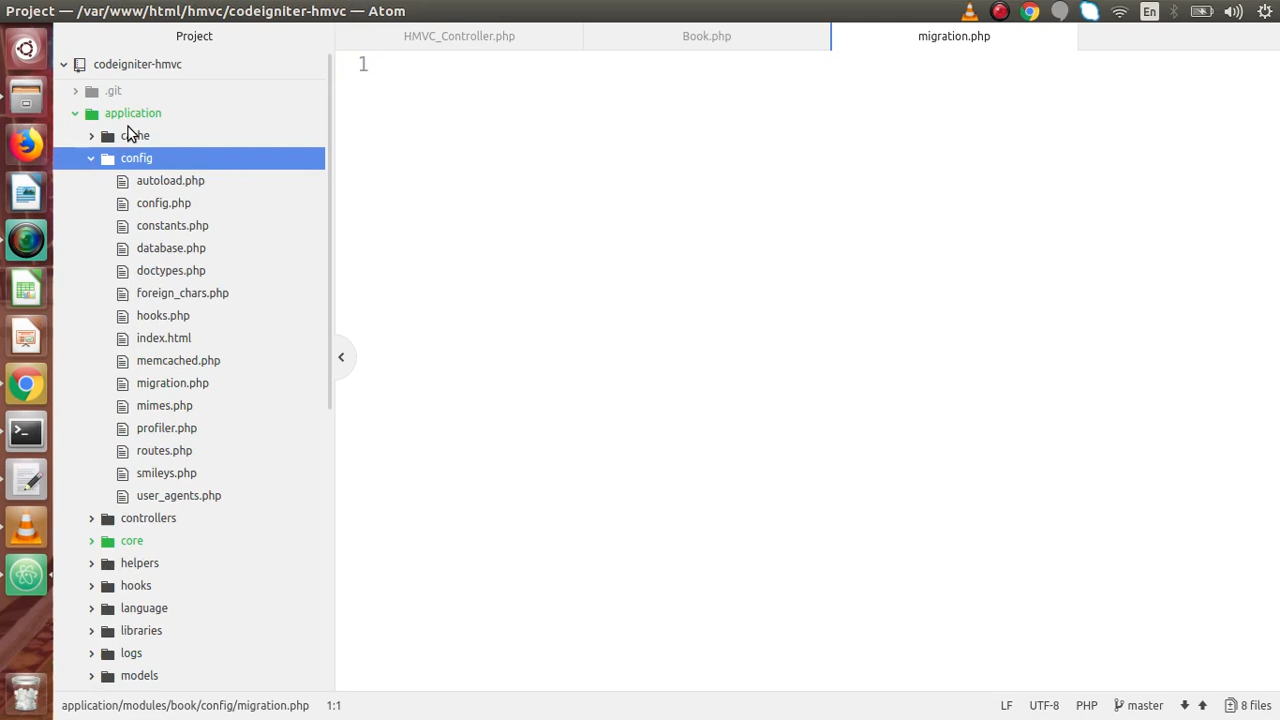 Project — /var/www/html/hmvc/codeigniter-hmvc — Atom
En
Project
HMVC_Controller.php
Book.php
migration.php
codeigniter-hmvc
1
.git
application
config
autoload.php
config.php
constants.php
database.php
doctypes.php
foreign_chars.php
hooks.php
index.html
memcached.php
migration.php
mimes.php
profiler.php
routes.php
smileys.php
user_agents.php
controllers
core
helpers
hooks
language
libraries
logs
models
application/modules/book/config/migration.php 1:1
LF UTF-8 PHP master 8 files